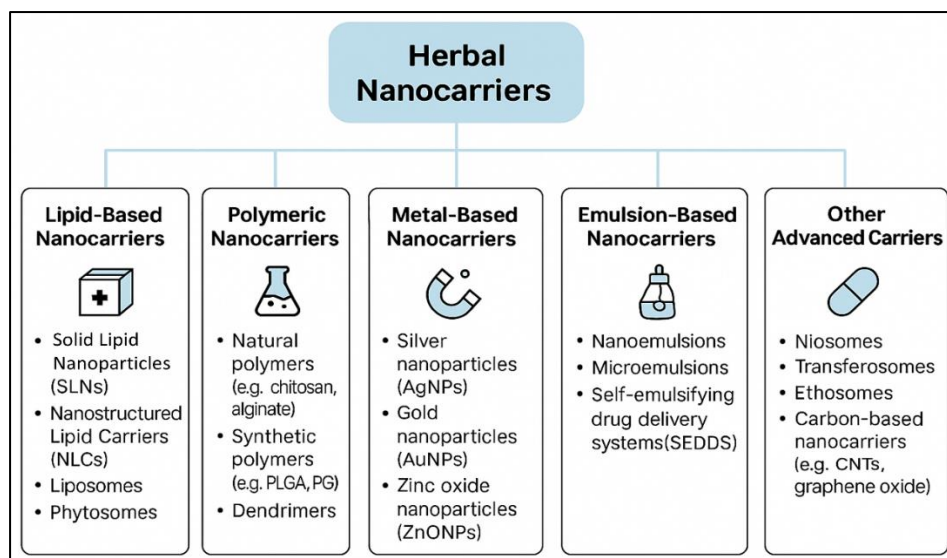 Herbal
Nanocarriers
Lipid-Based
Nanocarriers
• Solid Lipid
Nanoparticles
(SLNs)
• Nanostructured
Lipid Carriers
(NLCs)
• Liposomes
• Phytosomes
Polymeric
Nanocarriers
• Natural
polymers
(e.g. chitosan,
alginate)
• Synthetic
polymers
(e.g. PLGA, PG)
• Dendrimers
Metal-Based
Nanocarriers
• Silver
nanoparticles
(AgNPs)
• Gold
nanoparticles
(AuNPs)
• Zinc oxide
nanoparticles
(ZnONPs)
Emulsion-Based
Nanocarriers
• Nanoemulsions
• Microemulsions
• Self-emulsifying
drug delivery
systems(SEDDS)
Other
Advanced Carriers
• Niosomes
• Transferosomes
• Ethosomes
• Carbon-based
nanocarriers
(e.g. CNTs,
graphene oxide)